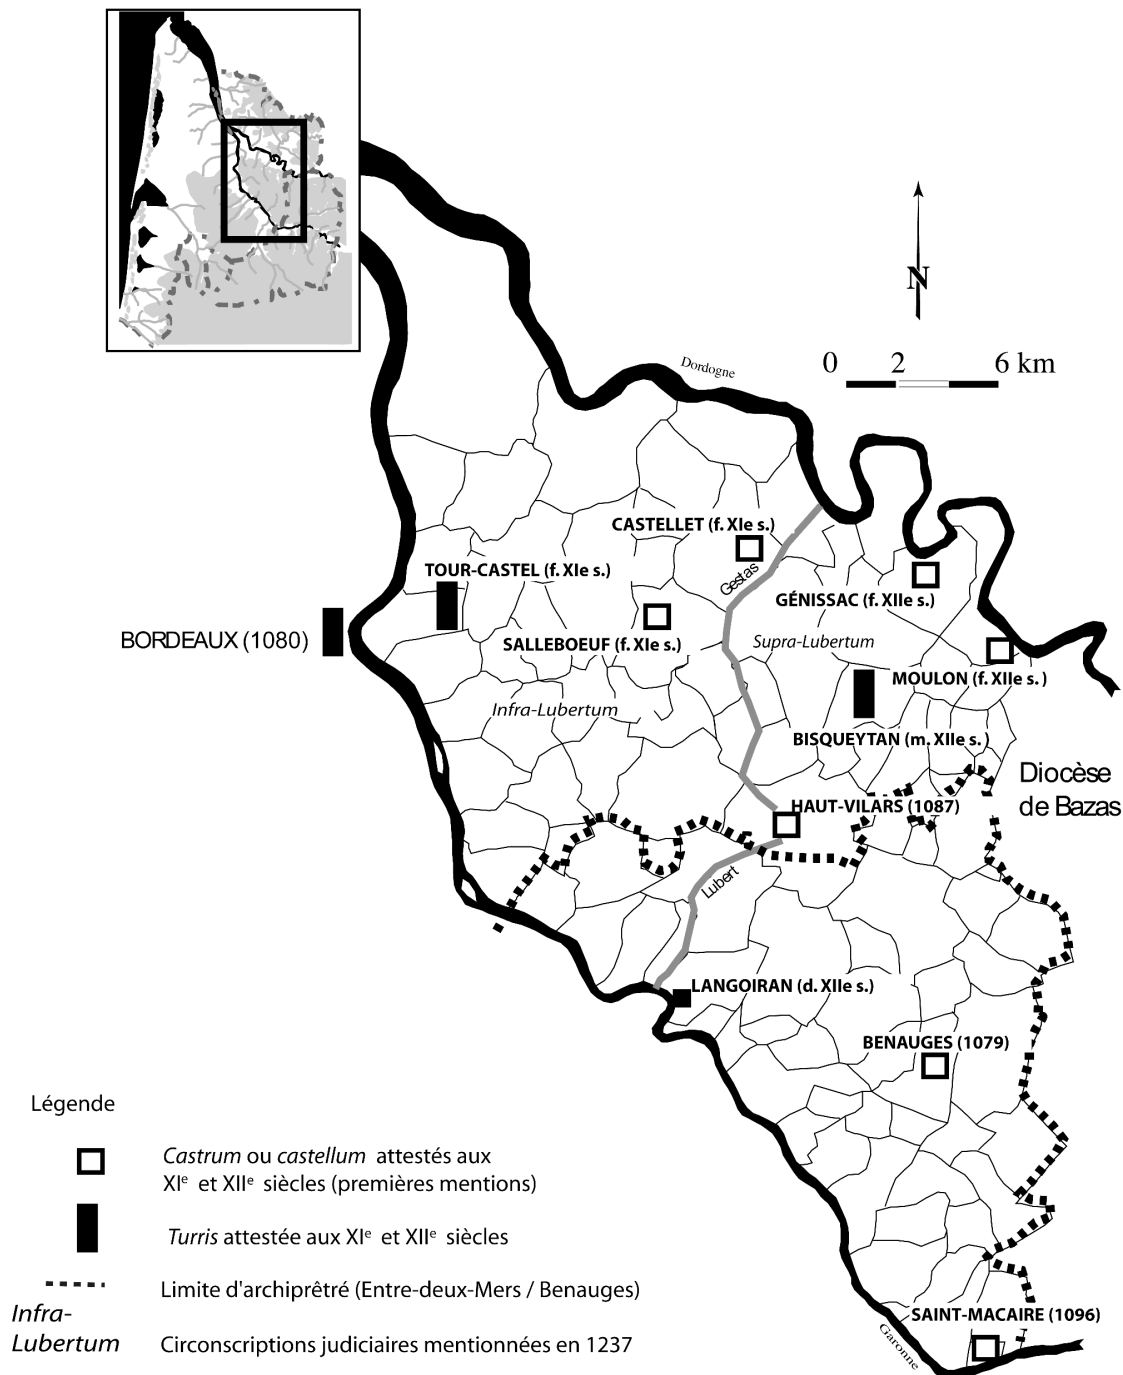 N
0 2 6 km
Dordogne
CASTELLET (f. XIe s.)
Gestas
TOUR-CASTEL (f. XIe s.)
GÉNISSAC (f. XIIe s.)
BORDEAUX (1080)
SALLEBOEUF (f. XIe s.)
Supra-Lubertum
MOULON (f. XIIe s.)
Infra-Lubertum
BISQUEYTAN (m. XIIe s.)
Diocèse
de Bazas
HAUT-VILARS (1087)
Lubert
LANGOIRAN (d. XIIe s.)
BENAUGES (1079)
SAINT-MACAIRE (1096)
Garonne
Légende
Castrum ou castellum attestés aux
XIe et XIIe siècles (premières mentions)
Turris attestée aux XIe et XIIe siècles
Limite d'archiprêtré (Entre-deux-Mers / Benauges)
Infra-
Lubertum Circonscriptions judiciaires mentionnées en 1237